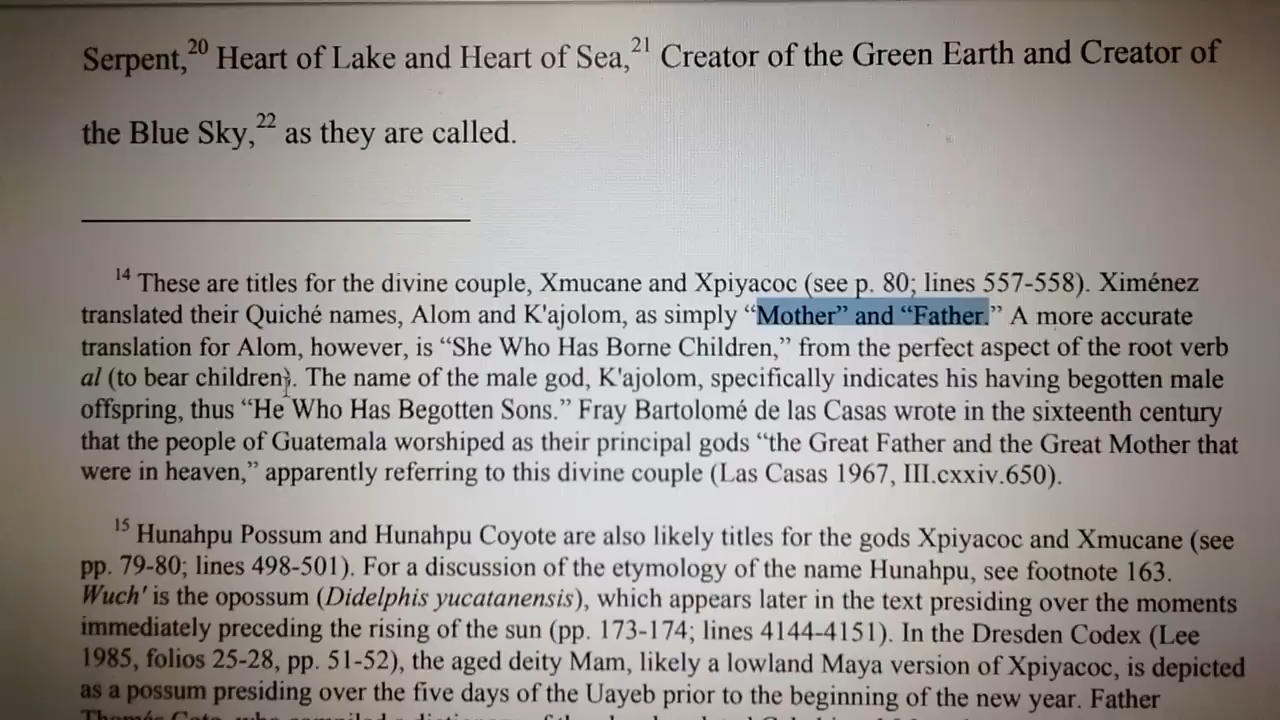 Serpent,20 Heart of Lake and Heart of Sea,21 Creator of the Green Earth and Creator of
the Blue Sky,22 as they are called.
14 These are titles for the divine couple, Xmucane and Xpiyacoc (see p. 80; lines 557-558). Ximénez
translated their Quiché names, Alom and K'ajolom, as simply “Mother” and “Father.” A more accurate
translation for Alom, however, is “She Who Has Borne Children,” from the perfect aspect of the root verb
al (to bear children). The name of the male god, K'ajolom, specifically indicates his having begotten male
offspring, thus “He Who Has Begotten Sons.” Fray Bartolomé de las Casas wrote in the sixteenth century
that the people of Guatemala worshiped as their principal gods “the Great Father and the Great Mother that
were in heaven,” apparently referring to this divine couple (Las Casas 1967, III.cxxiv.650).
15 Hunahpu Possum and Hunahpu Coyote are also likely titles for the gods Xpiyacoc and Xmucane (see
pp. 79-80; lines 498-501). For a discussion of the etymology of the name Hunahpu, see footnote 163.
Wuch' is the opossum (Didelphis yucatanensis), which appears later in the text presiding over the moments
immediately preceding the rising of the sun (pp. 173-174; lines 4144-4151). In the Dresden Codex (Lee
1985, folios 25-28, pp. 51-52), the aged deity Mam, likely a lowland Maya version of Xpiyacoc, is depicted
as a possum presiding over the five days of the Uayeb prior to the beginning of the new year. Father